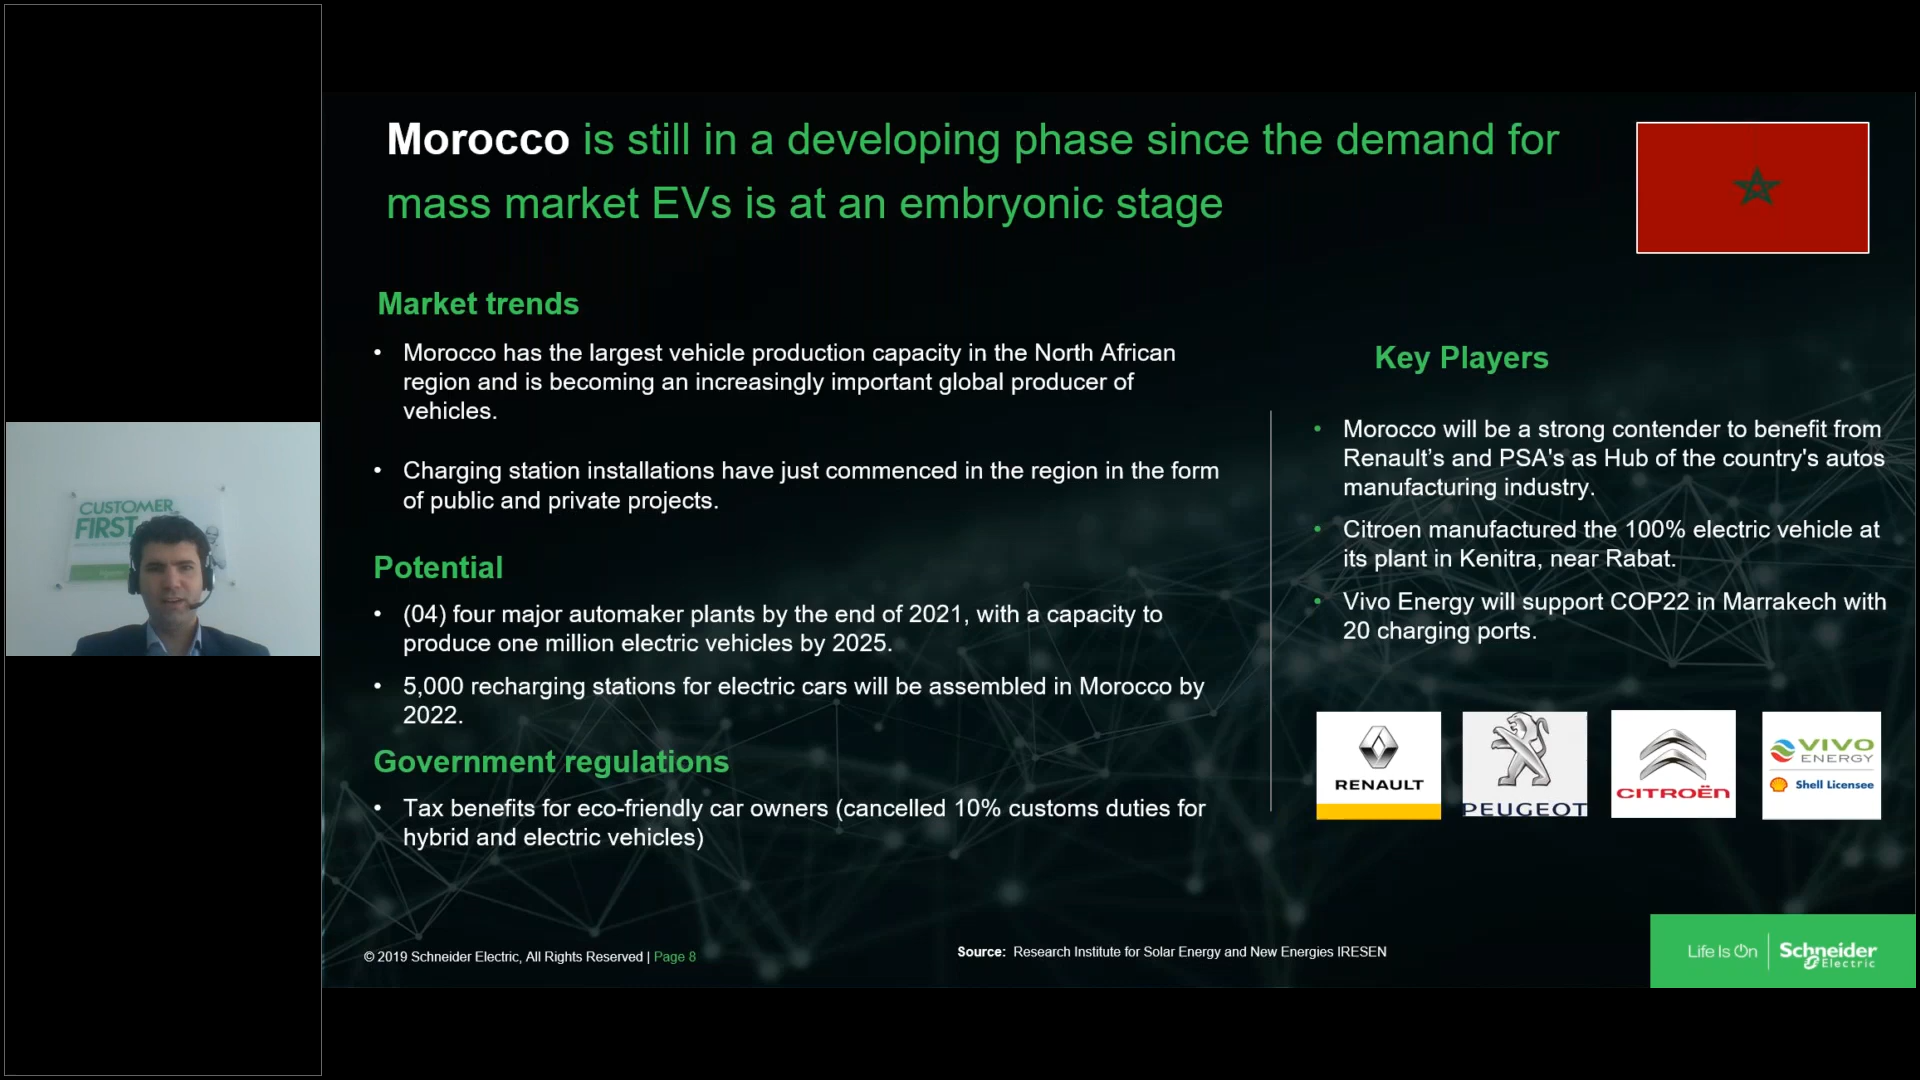 CUSTOMER
FIRST
Morocco is still in a developing phase since the demand for
mass market EVs is at an embryonic stage
Market trends
• Morocco has the largest vehicle production capacity in the North African
region and is becoming an increasingly important global producer of
vehicles.
• Charging station installations have just commenced in the region in the form
of public and private projects.
Potential
• (04) four major automaker plants by the end of 2021, with a capacity to
produce one million electric vehicles by 2025.
• 5,000 recharging stations for electric cars will be assembled in Morocco by
2022.
Government regulations
• Tax benefits for eco-friendly car owners (cancelled 10% customs duties for
hybrid and electric vehicles)
Key Players
• Morocco will be a strong contender to benefit from
Renault’s and PSA's as Hub of the country's autos
manufacturing industry.
• Citroen manufactured the 100% electric vehicle at
its plant in Kenitra, near Rabat.
• Vivo Energy will support COP22 in Marrakech with
20 charging ports.
RENAULT
PEUGEOT
CITROËN
VIVO
ENERGY
Shell Licensee
© 2019 Schneider Electric, All Rights Reserved | Page 8
Source: Research Institute for Solar Energy and New Energies IRESEN
Life Is On
Schneider
Electric